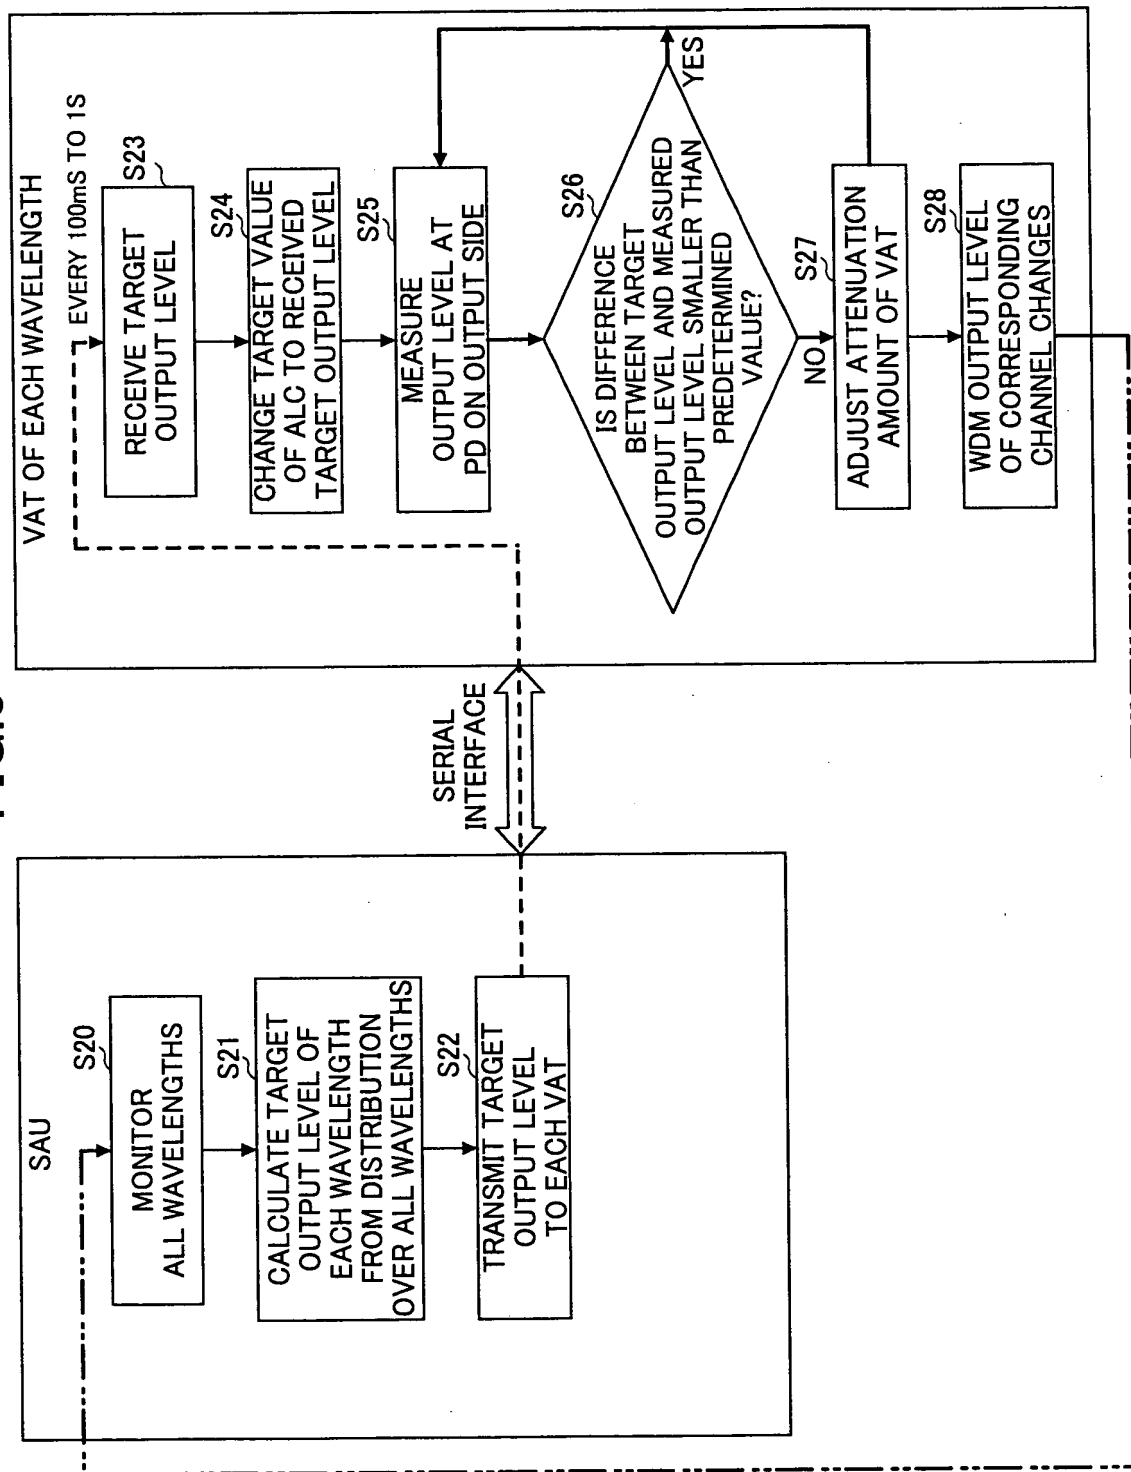 SAU
S20
MONITOR
ALL WAVELENGTHS
S21
CALCULATE TARGET
OUTPUT LEVEL OF
EACH WAVELENGTH
FROM DISTRIBUTION
OVER ALL WAVELENGTHS
S22
TRANSMIT TARGET
OUTPUT LEVEL
TO EACH VAT
SERIAL
INTERFACE
VAT OF EACH WAVELENGTH
EVERY 100mS TO 1S
S23
RECEIVE TARGET
OUTPUT LEVEL
S24
CHANGE TARGET VALUE
OF ALC TO RECEIVED
TARGET OUTPUT LEVEL
S25
MEASURE
OUTPUT LEVEL AT
PD ON OUTPUT SIDE
S26
IS DIFFERENCE
BETWEEN TARGET
OUTPUT LEVEL AND MEASURED
OUTPUT LEVEL SMALLER THAN
PREDETERMINED
VALUE?
YES
NO
S27
ADJUST ATTENUATION
AMOUNT OF VAT
S28
WDM OUTPUT LEVEL
OF CORRESPONDING
CHANNEL CHANGES